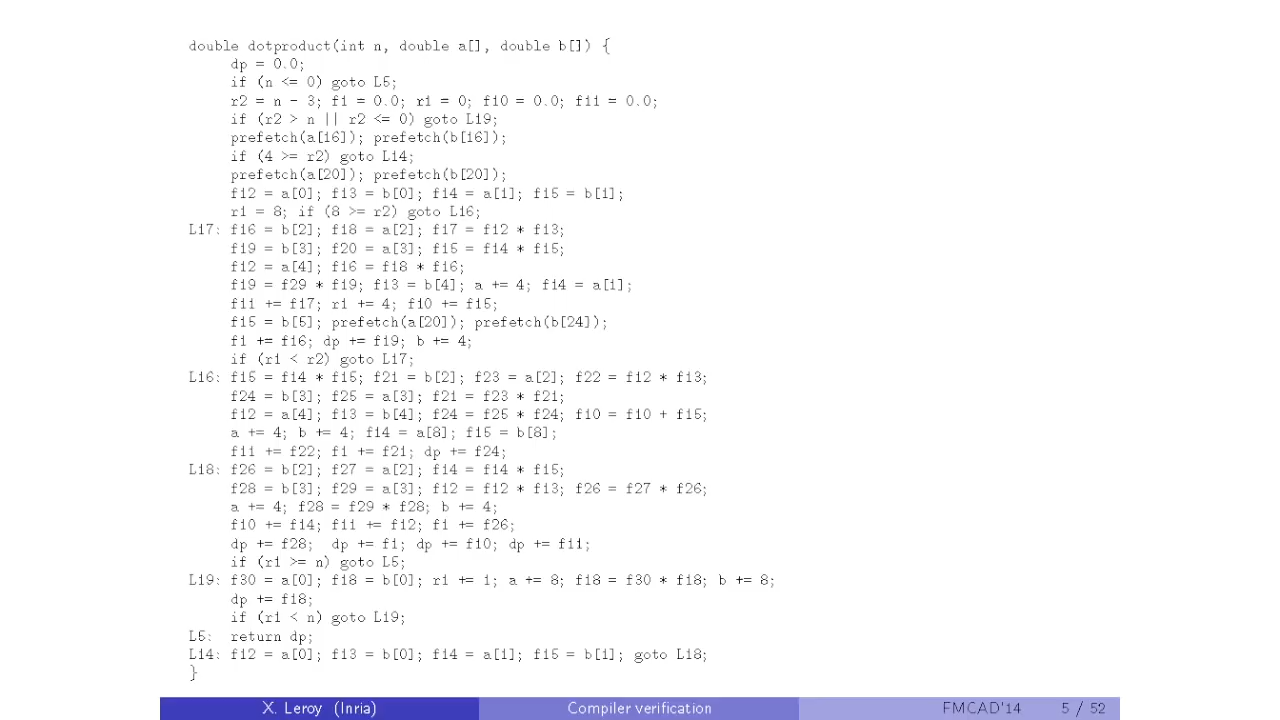 double dotproduct(int n, double a[], double b[]) {
dp = 0.0;
if (n <= 0) goto L5;
r2 = n - 3; f1 = 0.0; r1 = 0; f10 = 0.0; f11 = 0.0;
if (r2 > n || r2 <= 0) goto L19;
prefetch(a[16]); prefetch(b[16]);
if (4 >= r2) goto L14;
prefetch(a[20]); prefetch(b[20]);
f12 = a[0]; f13 = b[0]; f14 = a[1]; f15 = b[1];
r1 = 8; if (8 >= r2) goto L16;
L17: f16 = b[2]; f18 = a[2]; f17 = f12 * f13;
f19 = b[3]; f20 = a[3]; f15 = f14 * f15;
f12 = a[4]; f16 = f18 * f16;
f19 = f29 * f19; f13 = b[4]; a += 4; f14 = a[1];
f11 += f17; r1 += 4; f10 += f15;
f15 = b[5]; prefetch(a[20]); prefetch(b[24]);
f1 += f16; dp += f19; b += 4;
if (r1 < r2) goto L17;
L16: f15 = f14 * f15; f21 = b[2]; f23 = a[2]; f22 = f12 * f13;
f24 = b[3]; f25 = a[3]; f21 = f23 * f21;
f12 = a[4]; f13 = b[4]; f24 = f25 * f24; f10 = f10 + f15;
a += 4; b += 4; f14 = a[8]; f15 = b[8];
f11 += f22; f1 += f21; dp += f24;
L18: f26 = b[2]; f27 = a[2]; f14 = f14 * f15;
f28 = b[3]; f29 = a[3]; f12 = f12 * f13; f26 = f27 * f26;
a += 4; f28 = f29 * f28; b += 4;
f10 += f14; f11 += f12; f1 += f26;
dp += f28; dp += f1; dp += f10; dp += f11;
if (r1 >= n) goto L5;
L19: f30 = a[0]; f18 = b[0]; r1 += 1; a += 8; f18 = f30 * f18; b += 8;
dp += f18;
if (r1 < n) goto L19;
L5: return dp;
L14: f12 = a[0]; f13 = b[0]; f14 = a[1]; f15 = b[1]; goto L18;
}
X. Leroy (Inria) Compiler verification FMCAD'14 5 / 52